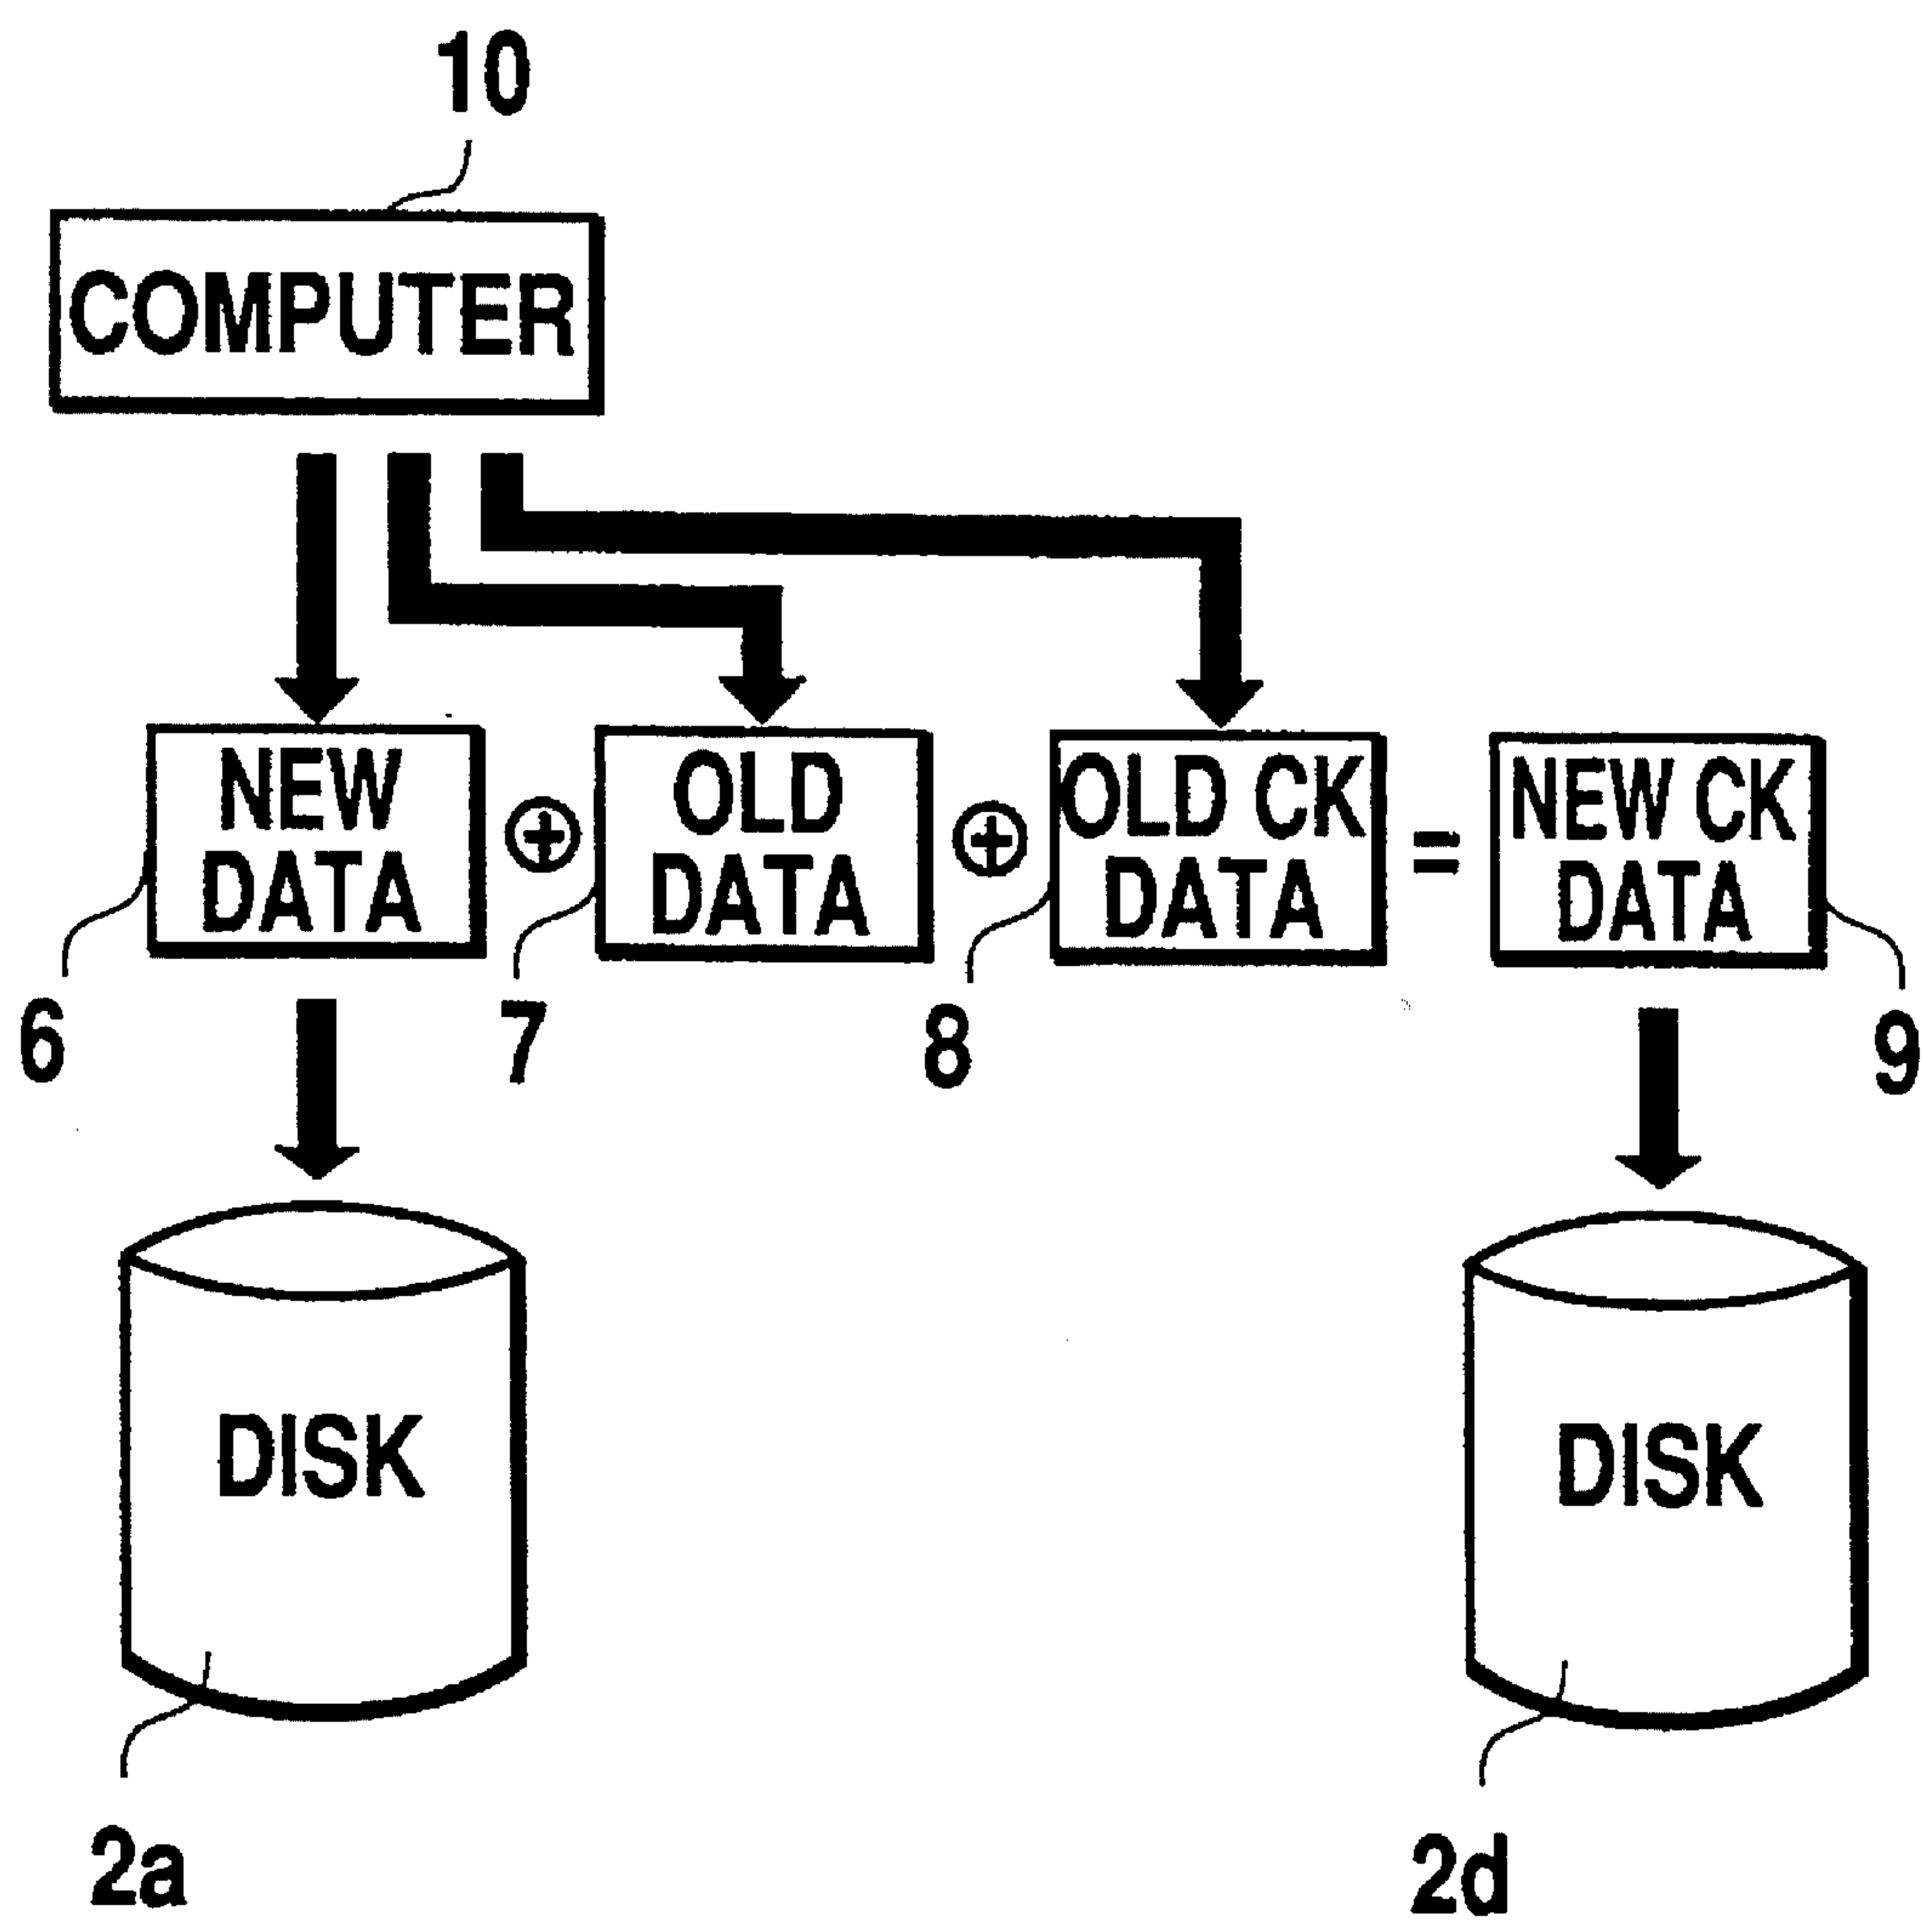 10
COMPUTER
NEW
DATA
⊕
OLD
DATA
⊕
OLD CK
DATA
=
NEW CK
DATA
6
7
8
9
DISK
DISK
2a
2d